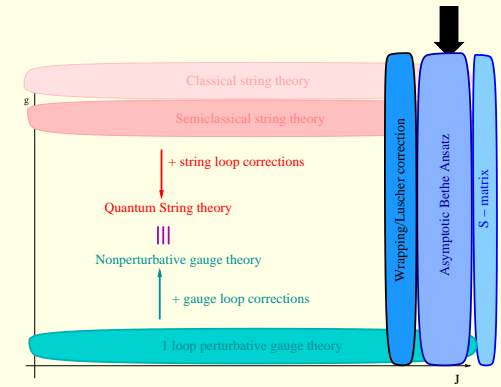 Classical string theory
g
Semiclassical string theory
+ string loop corrections
Quantum String theory
Nonperturbative gauge theory
+ gauge loop corrections
1 loop perturbative gauge theory
J
Wrapping/Luscher correction
Asymptotic Bethe Ansatz
S - matrix